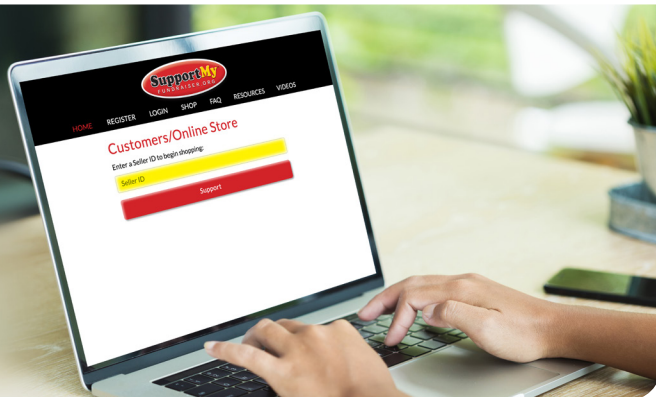 SupportMy
FUNDRAISER.ORG
HOME REGISTER LOGIN SHOP FAQ RESOURCES VIDEOS
Customers/Online Store
Enter a Seller ID to begin shopping:
Seller ID
Support